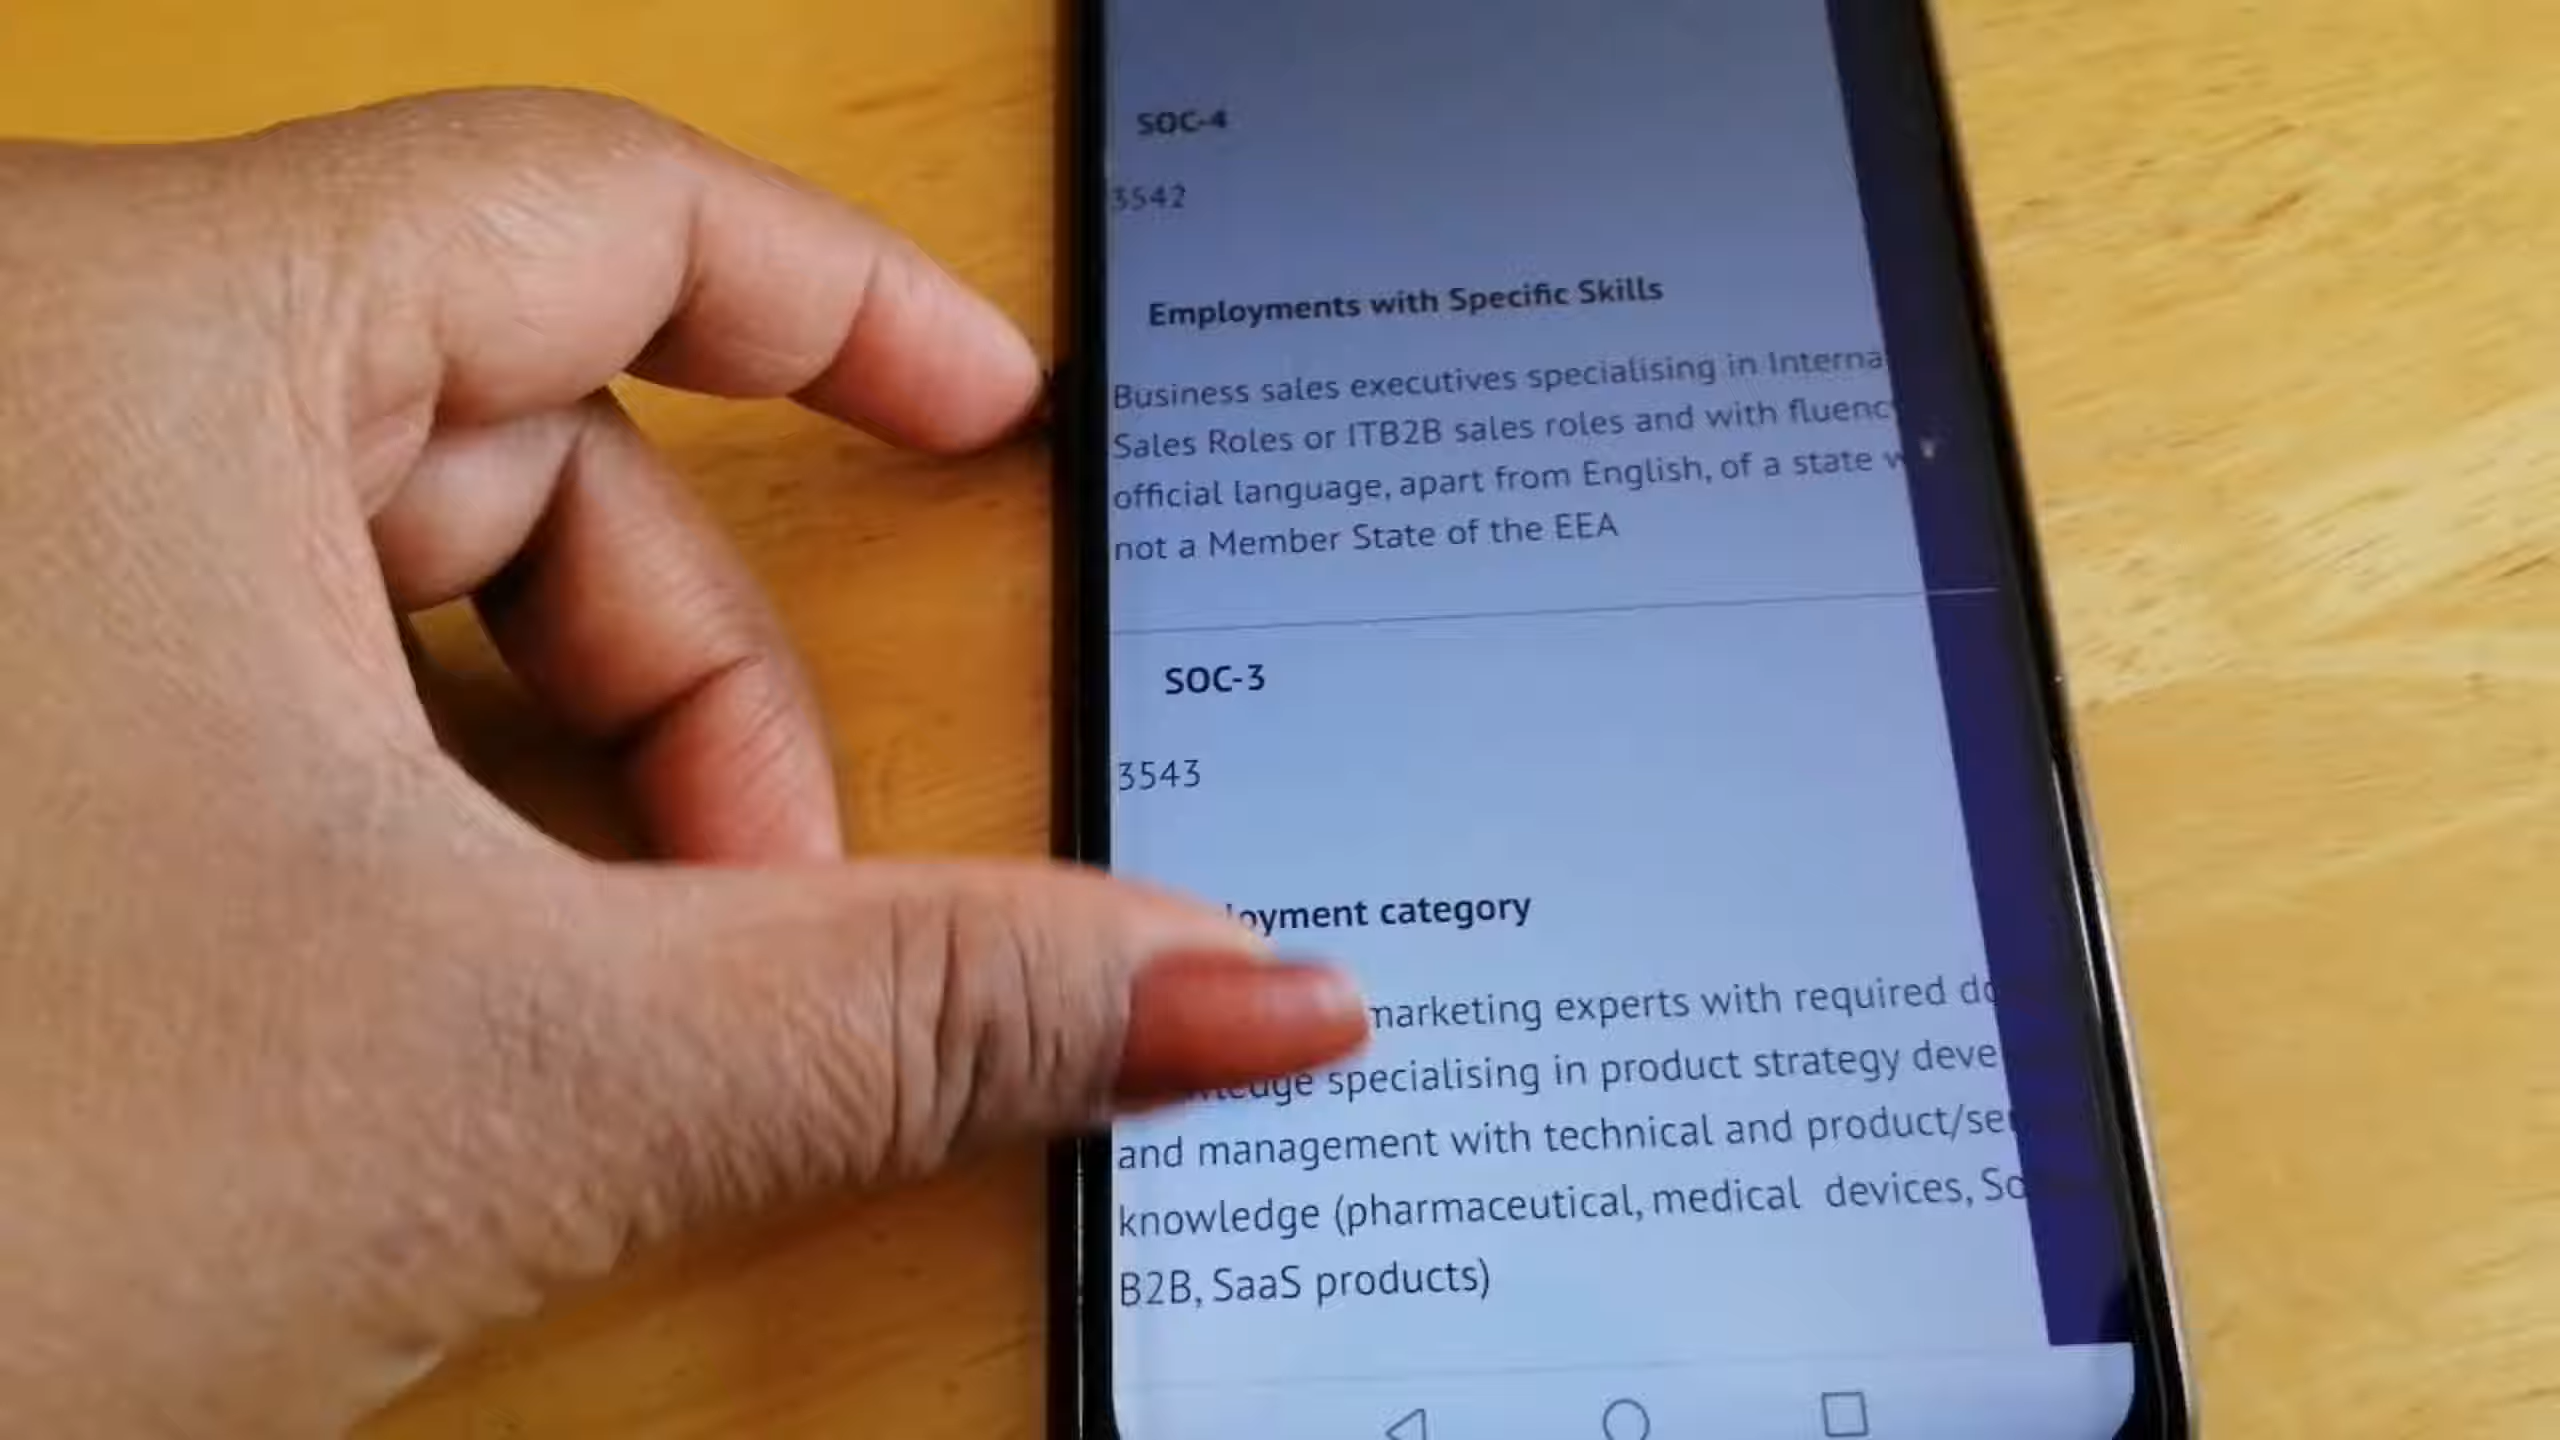 SOC-4
3542
Employments with Specific Skills
Business sales executives specialising in Interna
Sales Roles or ITB2B sales roles and with fluenc
official language, apart from English, of a state w
not a Member State of the EEA
SOC-3
3543
oyment category
marketing experts with required do
specialising in product strategy deve
and management with technical and product/se
knowledge (pharmaceutical, medical devices, So
B2B, SaaS products)